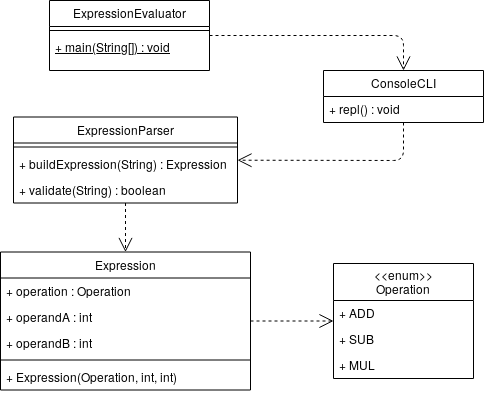 ExpressionEvaluator
+ main(String[]) : void
ConsoleCLI
+ repl() : void
ExpressionParser
+ buildExpression(String) : Expression
+ validate(String) : boolean
Expression
+ operation : Operation
+ operandA : int
+ operandB : int
+ Expression(Operation, int, int)
<<enum>>
Operation
+ ADD
+ SUB
+ MUL